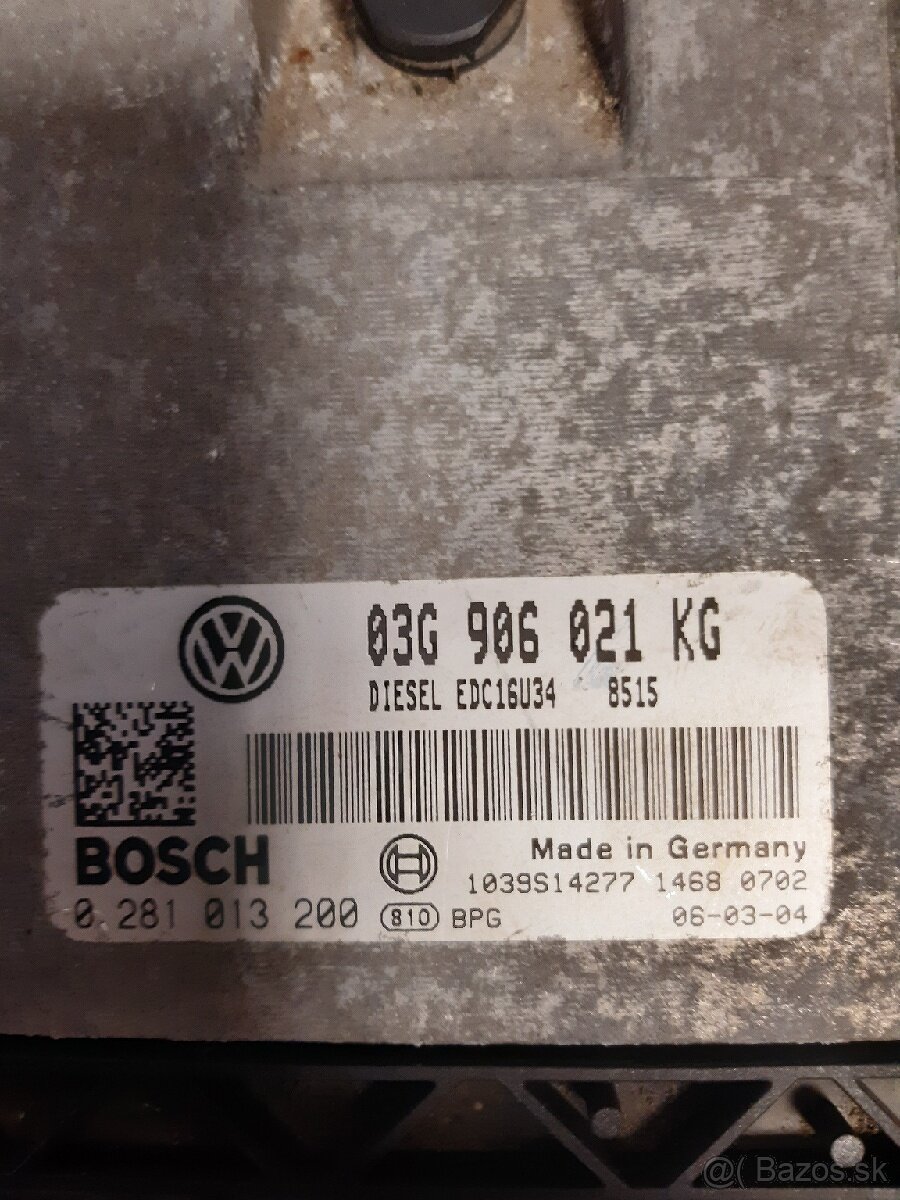 03G 906 021 KG
DIESEL EDC16U34 8515
BOSCH
Made in Germany
1039S14277 1468 0702
0 281 013 200 810 BPG 06-03-04
@( Bazos.sk